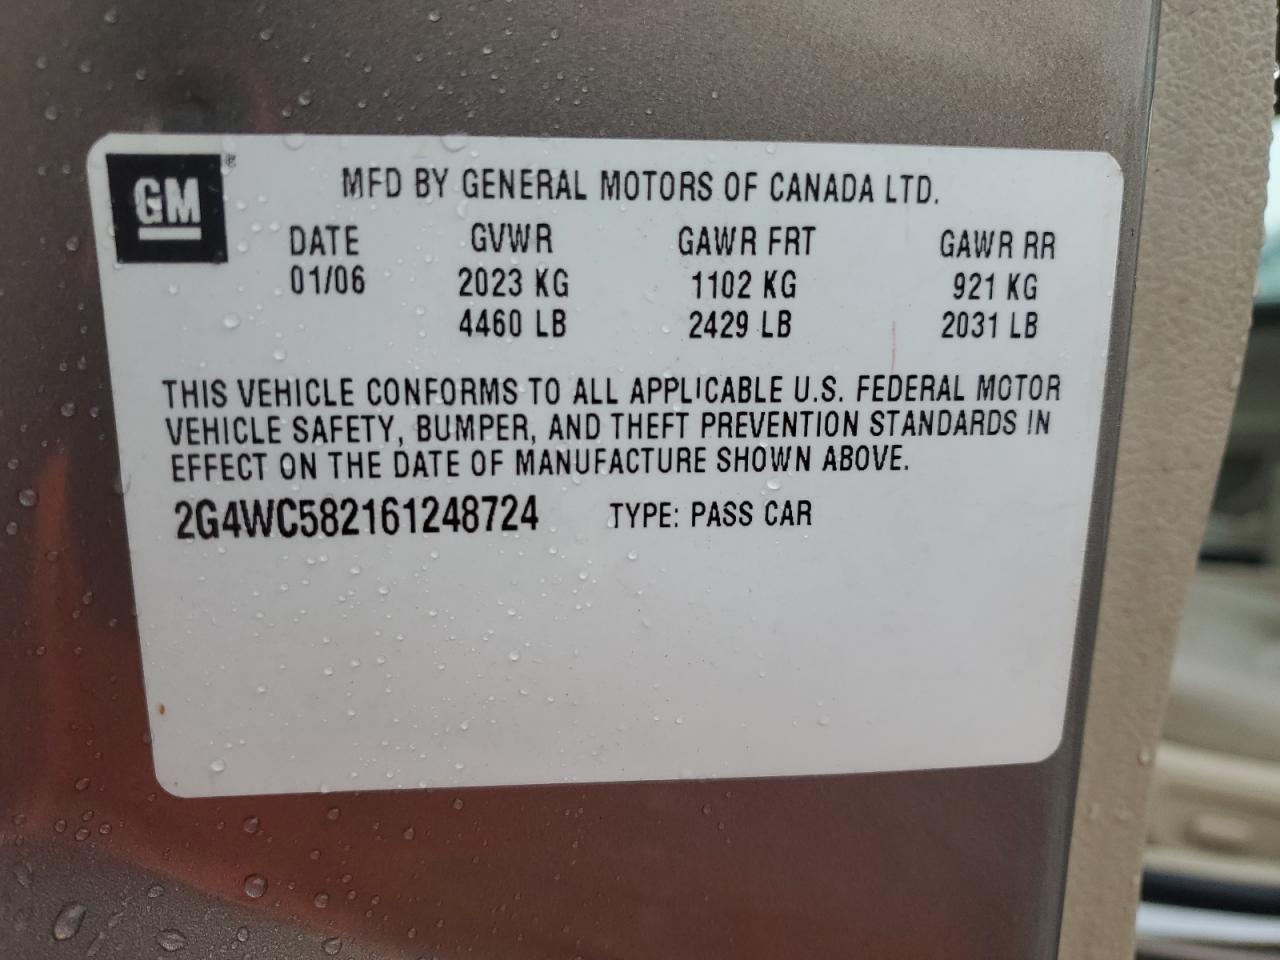 GM®
MFD BY GENERAL MOTORS OF CANADA LTD.
DATE GVWR GAWR FRT GAWR RR
01/06 2023 KG 1102 KG 921 KG
4460 LB 2429 LB 2031 LB
THIS VEHICLE CONFORMS TO ALL APPLICABLE U.S. FEDERAL MOTOR
VEHICLE SAFETY, BUMPER, AND THEFT PREVENTION STANDARDS IN
EFFECT ON THE DATE OF MANUFACTURE SHOWN ABOVE.
2G4WC582161248724 TYPE: PASS CAR